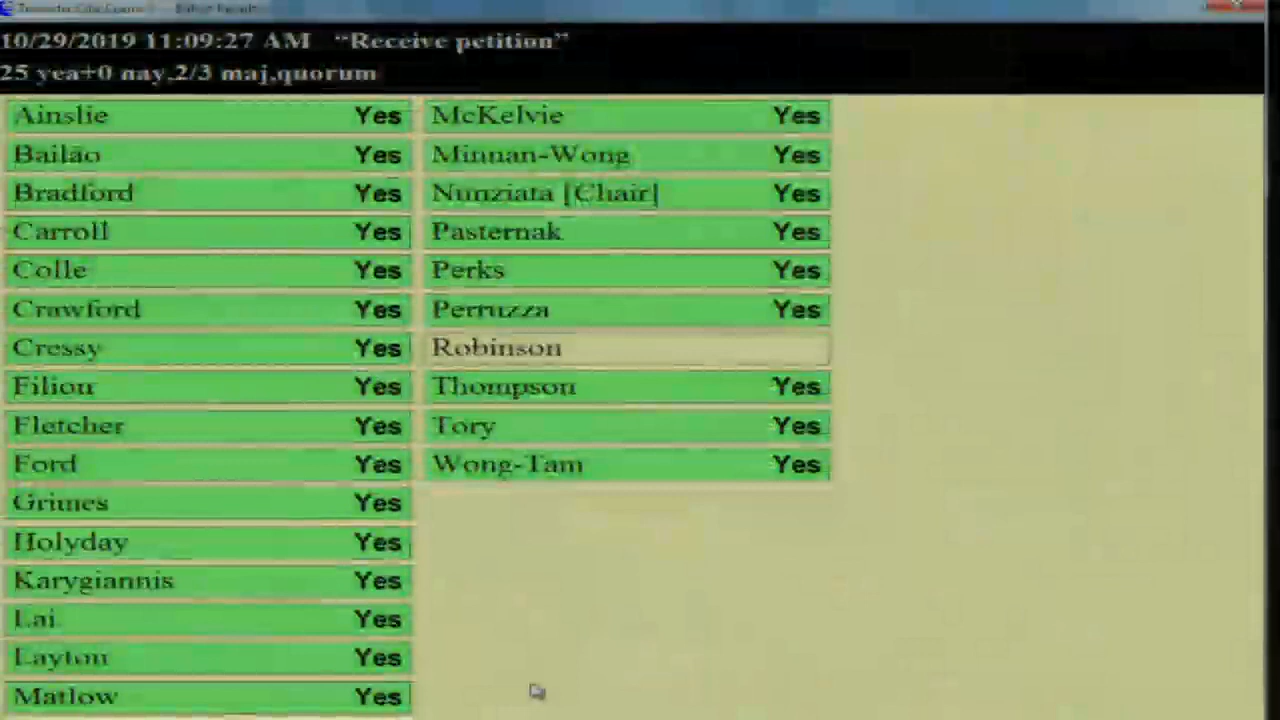 10/29/2019 11:09:27 AM "Receive petition"
25 yea+0 nay,2/3 maj,quorum
Ainslie Yes
Bailão Yes
Bradford Yes
Carroll Yes
Colle Yes
Crawford Yes
Cressy Yes
Filion Yes
Fletcher Yes
Ford Yes
Grimes Yes
Holyday Yes
Karygiannis Yes
Lai Yes
Layton Yes
Matlow Yes
McKelvie Yes
Minnan-Wong Yes
Nunziata [Chair] Yes
Pasternak Yes
Perks Yes
Perruzza Yes
Robinson
Thompson Yes
Tory Yes
Wong-Tam Yes